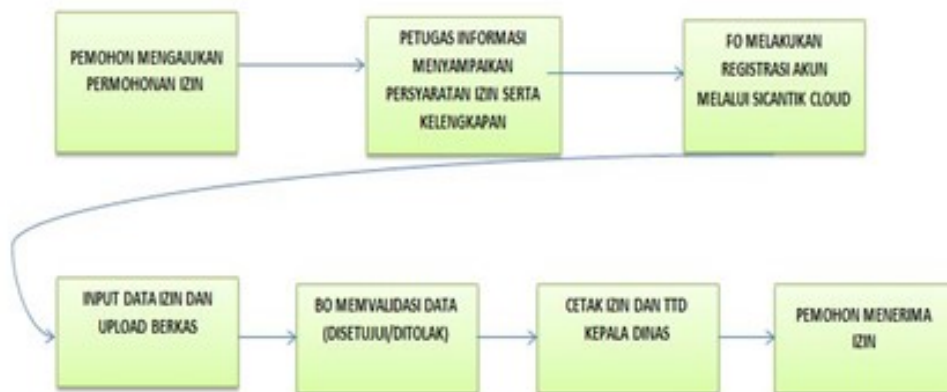 PEMOHON MENGAJUKAN
PERMOHONAN IZIN
PETUGAS INFORMASI
MENYAMPAIKAN
PERSYARATAN IZIN SERTA
KELENGKAPAN
FO MELAKUKAN
REGISTRASI AKUN
MELALUI SICANTIK CLOUD
INPUT DATA IZIN DAN
UPLOAD BERKAS
BO MEMVALIDASI DATA
(DISETUJUI/DITOLAK)
CETAK IZIN DAN TTD
KEPALA DINAS
PEMOHON MENERIMA
IZIN